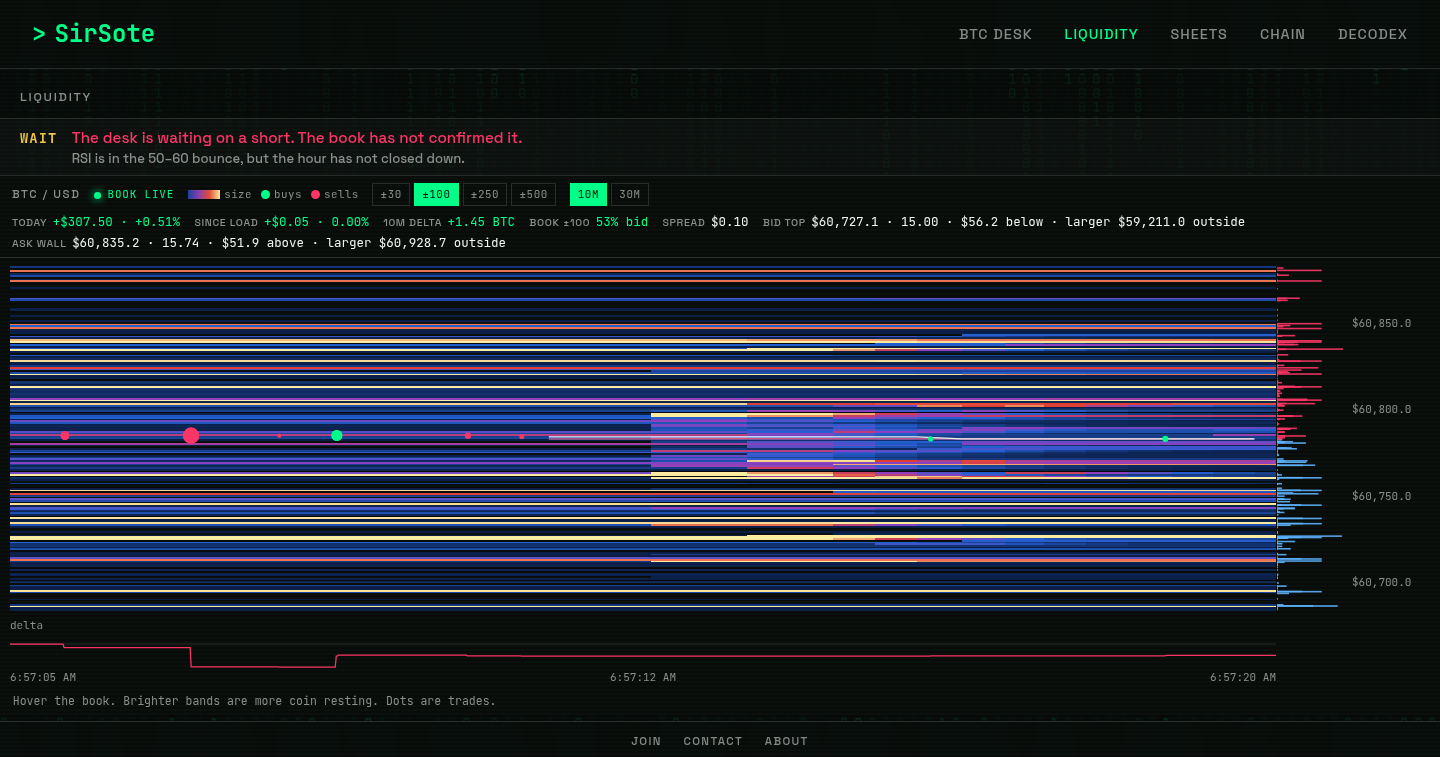 > SirSote
BTC DESK LIQUIDITY SHEETS CHAIN DECODEX
LIQUIDITY
WAIT The desk is waiting on a short. The book has not confirmed it.
RSI is in the 50–60 bounce, but the hour has not closed down.
BTC / USD BOOK LIVE size buys sells ±30 ±100 ±250 ±500 10M 30M
TODAY +$307.50 · +0.51% SINCE LOAD +$0.05 · 0.00% 10M DELTA +1.45 BTC BOOK ±100 53% bid SPREAD $0.10 BID TOP $60,727.1 · 15.00 · $56.2 below · larger $59,211.0 outside
ASK WALL $60,835.2 · 15.74 · $51.9 above · larger $60,928.7 outside
$60,850.0
$60,800.0
$60,750.0
$60,700.0
delta
6:57:05 AM 6:57:12 AM 6:57:20 AM
Hover the book. Brighter bands are more coin resting. Dots are trades.
JOIN CONTACT ABOUT